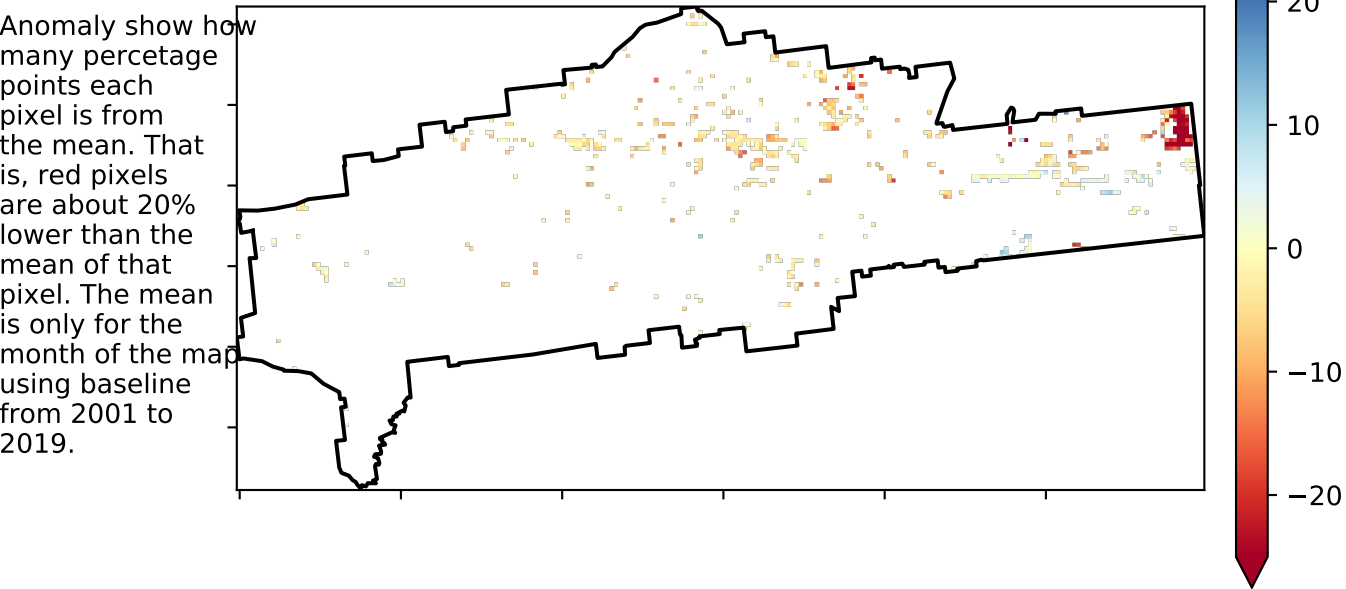 Anomaly show how
many percetage
points each
pixel is from
the mean. That
is, red pixels
are about 20%
lower than the
mean of that
pixel. The mean
is only for the
month of the map
using baseline
from 2001 to
2019.
20
10
0
−10
−20